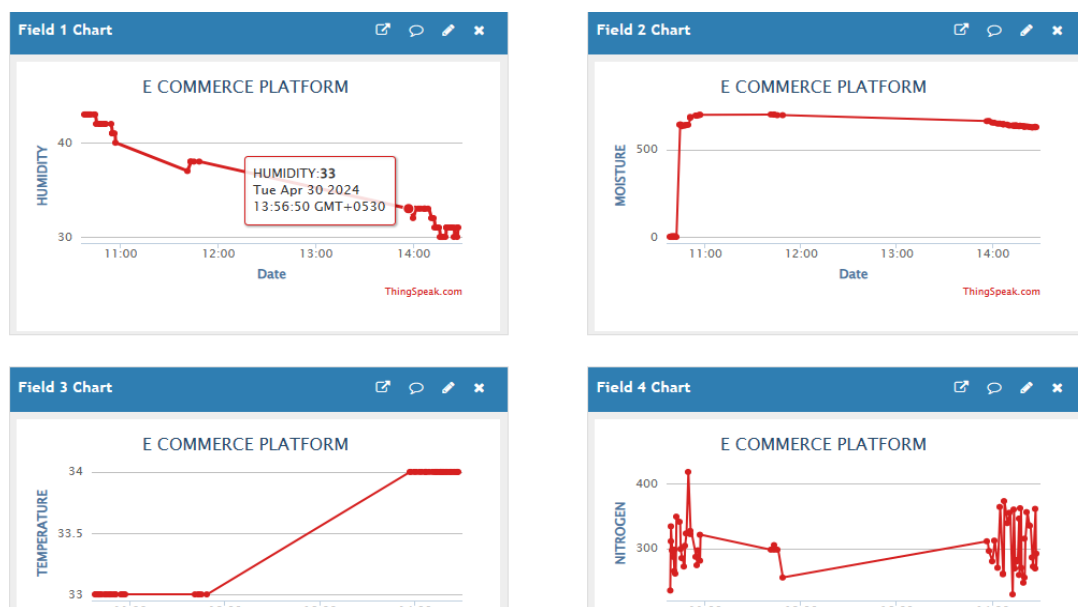 Field 1 Chart
E COMMERCE PLATFORM
HUMIDITY
40
30
HUMIDITY:33
Tue Apr 30 2024
13:56:50 GMT+0530
11:00
12:00
13:00
14:00
Date
ThingSpeak.com
Field 2 Chart
E COMMERCE PLATFORM
MOISTURE
500
0
11:00
12:00
13:00
14:00
Date
ThingSpeak.com
Field 3 Chart
E COMMERCE PLATFORM
TEMPERATURE
34
33.5
33
Field 4 Chart
E COMMERCE PLATFORM
NITROGEN
400
300